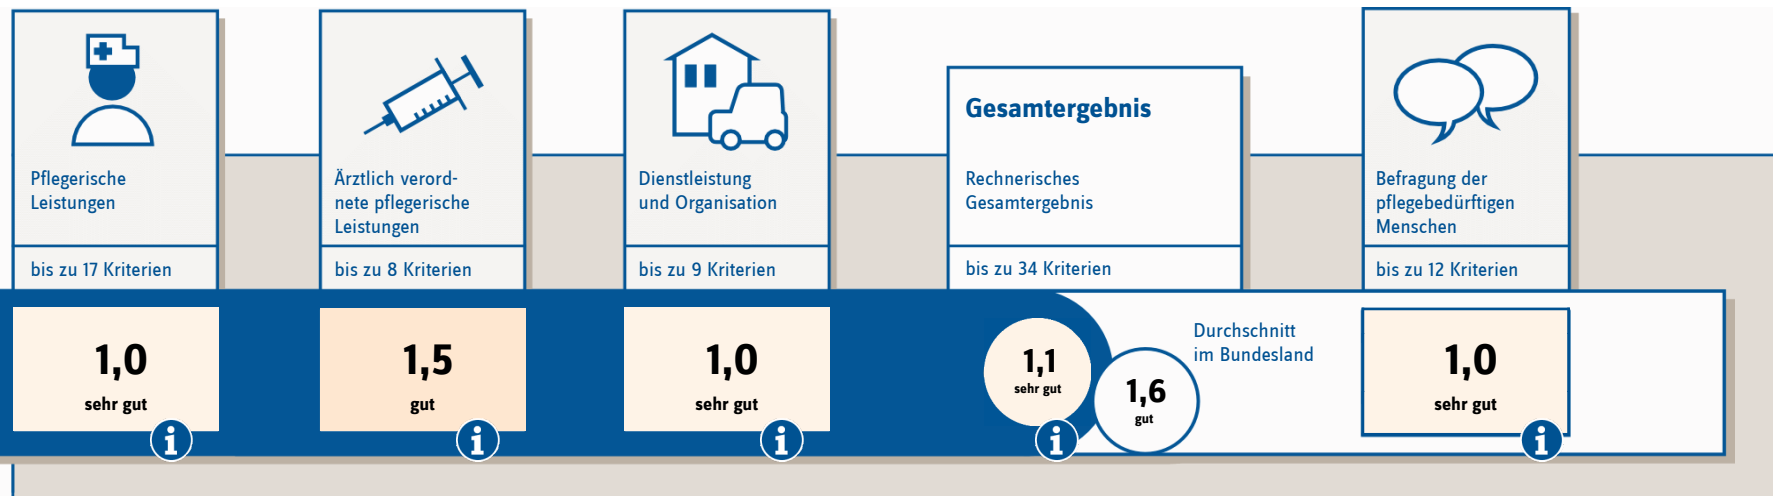 Pflegerische
Leistungen
bis zu 17 Kriterien
1,0
sehr gut
i
Ärztlich verord-
nete pflegerische
Leistungen
bis zu 8 Kriterien
1,5
gut
i
Dienstleistung
und Organisation
bis zu 9 Kriterien
1,0
sehr gut
i
Gesamtergebnis
Rechnerisches
Gesamtergebnis
bis zu 34 Kriterien
1,1
sehr gut
i
1,6
gut
Durchschnitt
im Bundesland
Befragung der
pflegebedürftigen
Menschen
bis zu 12 Kriterien
1,0
sehr gut
i